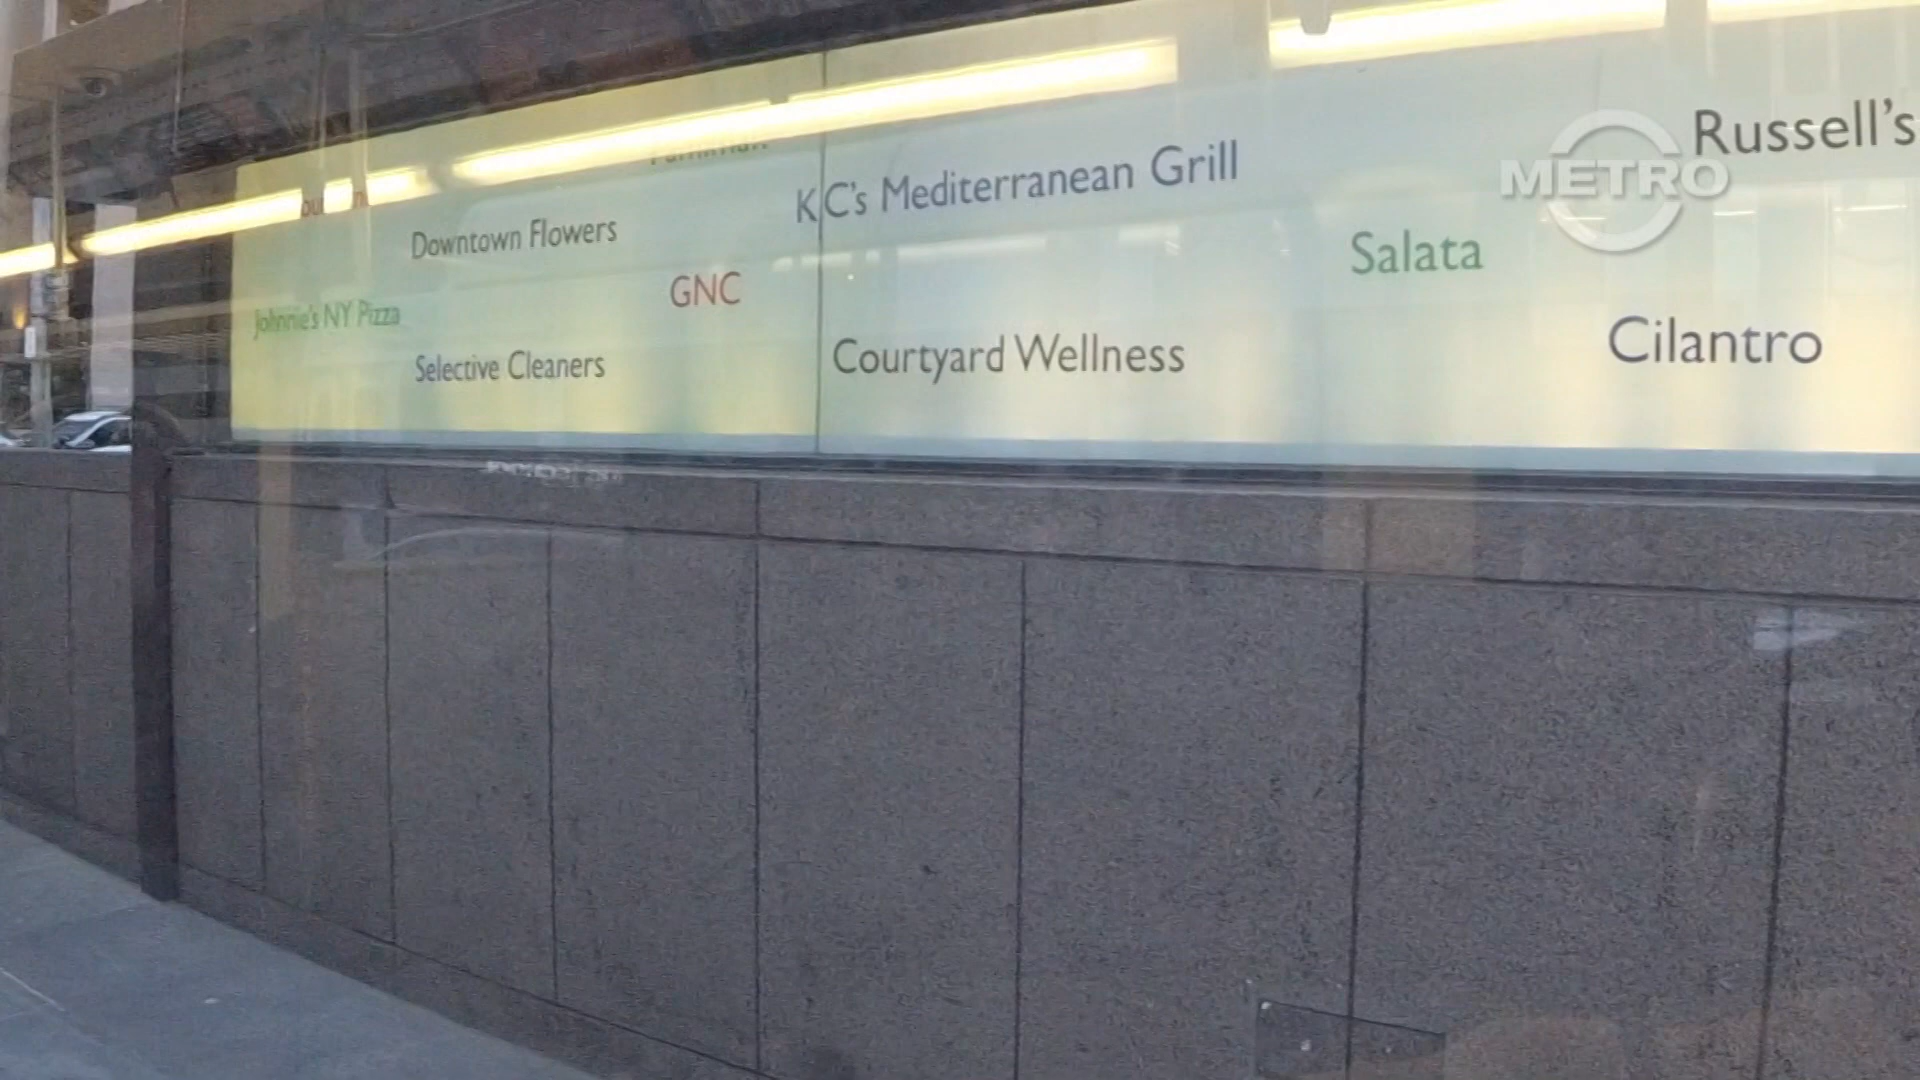 Downtown Flowers
Johnnie's NY Pizza
GNC
Selective Cleaners
KC's Mediterranean Grill
Courtyard Wellness
Salata
Russell's
Cilantro
METRO